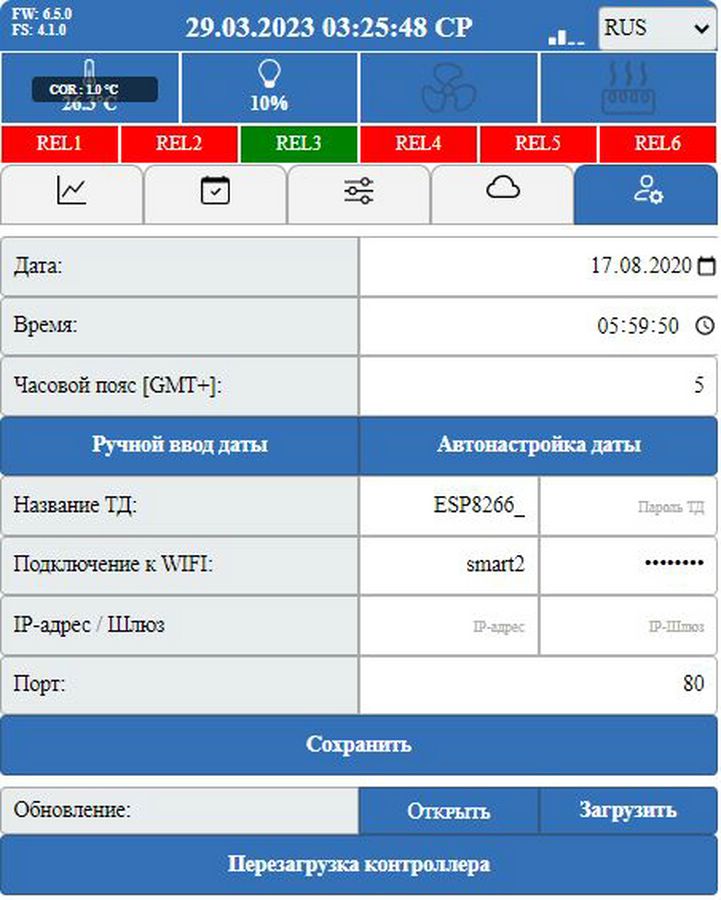 FW: 6.5.0
FS: 4.1.0
29.03.2023 03:25:48 СР
RUS
COR: 1.0 °C
26.3°C
10%
REL1 REL2 REL3 REL4 REL5 REL6
Дата: 17.08.2020
Время: 05:59:50
Часовой пояс [GMT+]: 5
Ручной ввод даты Автонастройка даты
Название ТД: ESP8266_ Пароль ТД
Подключение к WIFI: smart2 ••••••••
IP-адрес / Шлюз IP-адрес IP-Шлюз
Порт: 80
Сохранить
Обновление: Открыть Загрузить
Перезагрузка контроллера